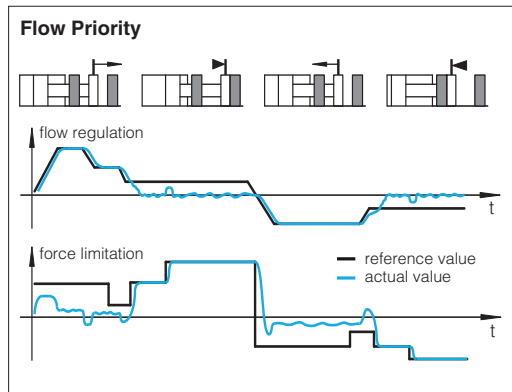 Flow Priority
flow regulation
t
force limitation
reference value
actual value
t